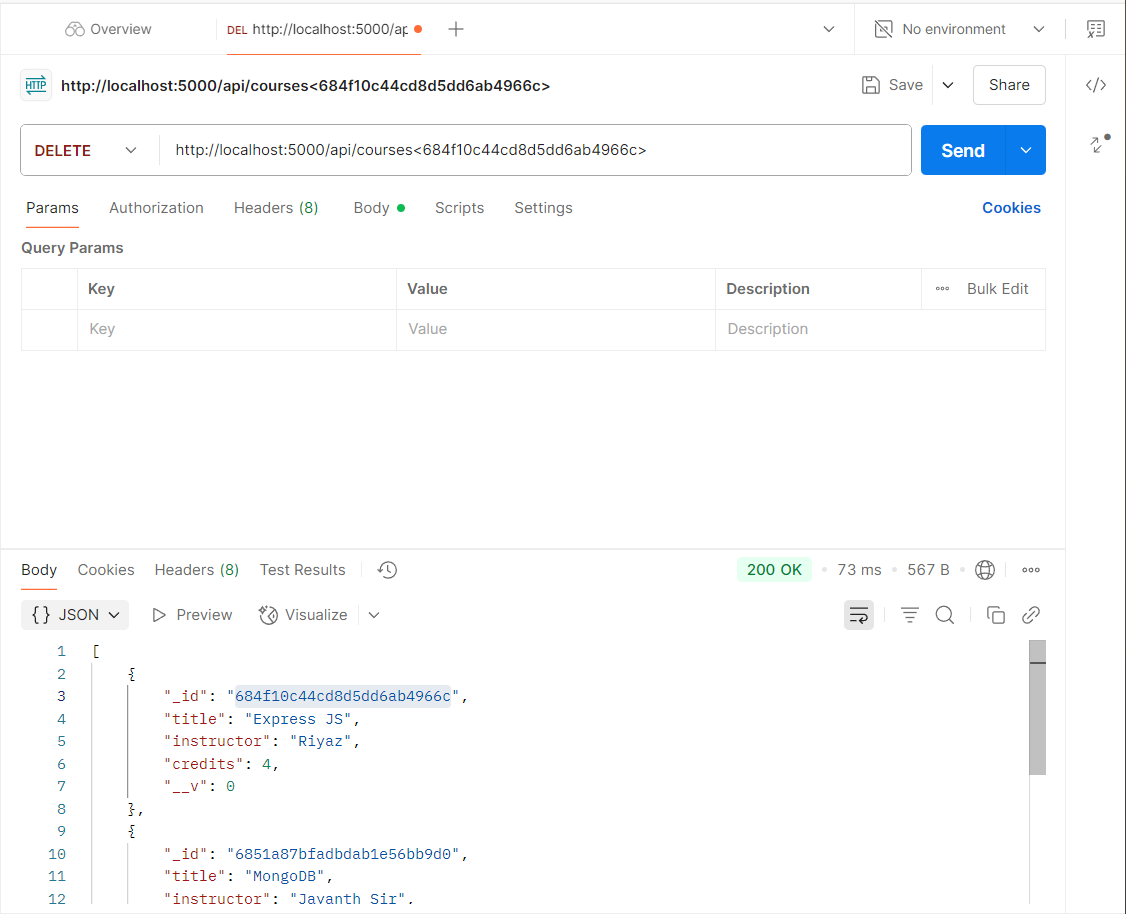 Overview
DEL http://localhost:5000/ap
No environment
HTTP http://localhost:5000/api/courses<684f10c44cd8d5dd6ab4966c>
Save
Share
DELETE http://localhost:5000/api/courses<684f10c44cd8d5dd6ab4966c>
Send
Params Authorization Headers (8) Body Scripts Settings Cookies
Query Params
Key Value Description Bulk Edit
Key Value Description
Body Cookies Headers (8) Test Results 200 OK 73 ms 567 B
{} JSON Preview Visualize
1 [
2 {
3 "_id": "684f10c44cd8d5dd6ab4966c",
4 "title": "Express JS",
5 "instructor": "Riyaz",
6 "credits": 4,
7 "__v": 0
8 },
9 {
10 "_id": "6851a87bfadbdab1e56bb9d0",
11 "title": "MongoDB",
12 "instructor": "Javanth Sir",